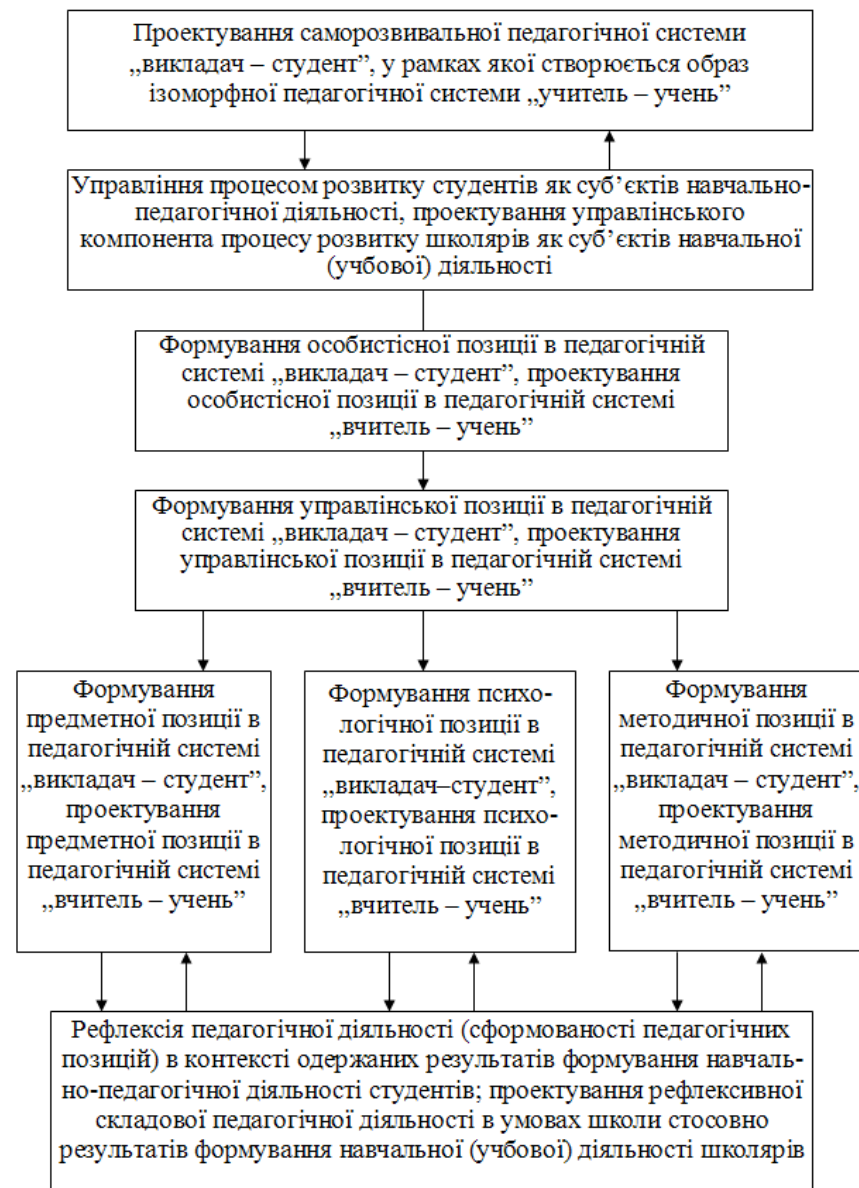 Проектування саморозвивальної педагогічної системи
„викладач – студент”, у рамках якої створюється образ
ізоморфної педагогічної системи „учитель – учень”
Управління процесом розвитку студентів як суб’єктів навчально-
педагогічної діяльності, проектування управлінського
компонента процесу розвитку школярів як суб’єктів навчальної
(учбової) діяльності
Формування особистісної позиції в педагогічній
системі „викладач – студент”, проектування
особистісної позиції в педагогічній системі
„вчитель – учень”
Формування управлінської позиції в педагогічній
системі „викладач – студент”, проектування
управлінської позиції в педагогічній системі
„вчитель – учень”
Формування
предметної позиції в
педагогічній системі
„викладач – студент”,
проектування
предметної позиції в
педагогічній системі
„вчитель – учень”
Формування психо-
логічної позиції в
педагогічній системі
„викладач–студент”,
проектування психо-
логічної позиції в
педагогічній системі
„вчитель – учень”
Формування
методичної позиції в
педагогічній системі
„викладач – студент”,
проектування
методичної позиції в
педагогічній системі
„вчитель – учень”
Рефлексія педагогічної діяльності (сформованості педагогічних
позицій) в контексті одержаних результатів формування навчаль-
но-педагогічної діяльності студентів; проектування рефлексивної
складової педагогічної діяльності в умовах школи стосовно
результатів формування навчальної (учбової) діяльності школярів